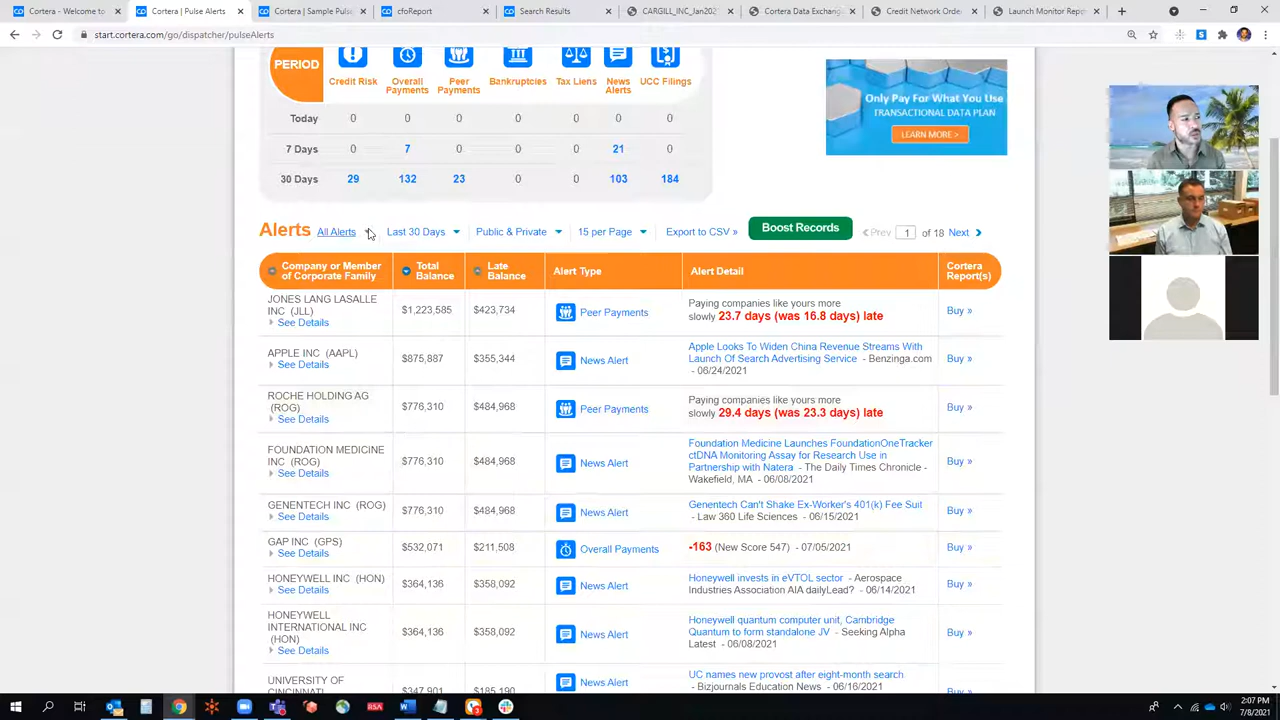 Cortera | Welcome to
Cortera | Pulse Alerts
Cortera | Sample Pulse
cfoReport
Search Results
CARGILL_INC_Jan202
Cortera Data Exchang
Credit Network Order
Launch Monitor Repo
start.cortera.com/go/dispatcher/pulseAlerts
PERIOD
Credit Risk
Overall Payments
Peer Payments
Bankruptcies
Tax Liens
News Alerts
UCC Filings
Today 0 0 0 0 0 0 0
7 Days 0 7 0 0 0 21 0
30 Days 29 132 23 0 0 103 184
Only Pay For What You Use
TRANSACTIONAL DATA PLAN
LEARN MORE >
Alerts All Alerts Last 30 Days Public & Private 15 per Page Export to CSV » Boost Records Prev 1 of 18 Next
Company or Member of Corporate Family
Total Balance
Late Balance
Alert Type
Alert Detail
Cortera Report(s)
JONES LANG LASALLE
INC (JLL)
See Details
$1,223,585 $423,734 Peer Payments
Paying companies like yours more
slowly 23.7 days (was 16.8 days) late
Buy »
APPLE INC (AAPL)
See Details
$875,887 $355,344 News Alert
Apple Looks To Widen China Revenue Streams With
Launch Of Search Advertising Service - Benzinga.com
- 06/24/2021
Buy »
ROCHE HOLDING AG
(ROG)
See Details
$776,310 $484,968 Peer Payments
Paying companies like yours more
slowly 29.4 days (was 23.3 days) late
Buy »
FOUNDATION MEDICINE
INC (ROG)
See Details
$776,310 $484,968 News Alert
Foundation Medicine Launches FoundationOneTracker
ctDNA Monitoring Assay for Research Use in
Partnership with Natera - The Daily Times Chronicle -
Wakefield, MA - 06/08/2021
Buy »
GENENTECH INC (ROG)
See Details
$776,310 $484,968 News Alert
Genentech Can't Shake Ex-Worker's 401(k) Fee Suit
- Law 360 Life Sciences - 06/15/2021
Buy »
GAP INC (GPS)
See Details
$532,071 $211,508 Overall Payments
-163 (New Score 547) - 07/05/2021
Buy »
HONEYWELL INC (HON)
See Details
$364,136 $358,092 News Alert
Honeywell invests in eVTOL sector - Aerospace
Industries Association AIA dailyLead? - 06/14/2021
Buy »
HONEYWELL
INTERNATIONAL INC
(HON)
See Details
$364,136 $358,092 News Alert
Honeywell quantum computer unit, Cambridge
Quantum to form standalone JV - Seeking Alpha
Latest - 06/08/2021
Buy »
UNIVERSITY OF
CINCINNATI
$347,901 $185,190 News Alert
UC names new provost after eight-month search
- Bizjournals Education News - 06/16/2021
Buy »
RSA
2:07 PM
7/8/2021